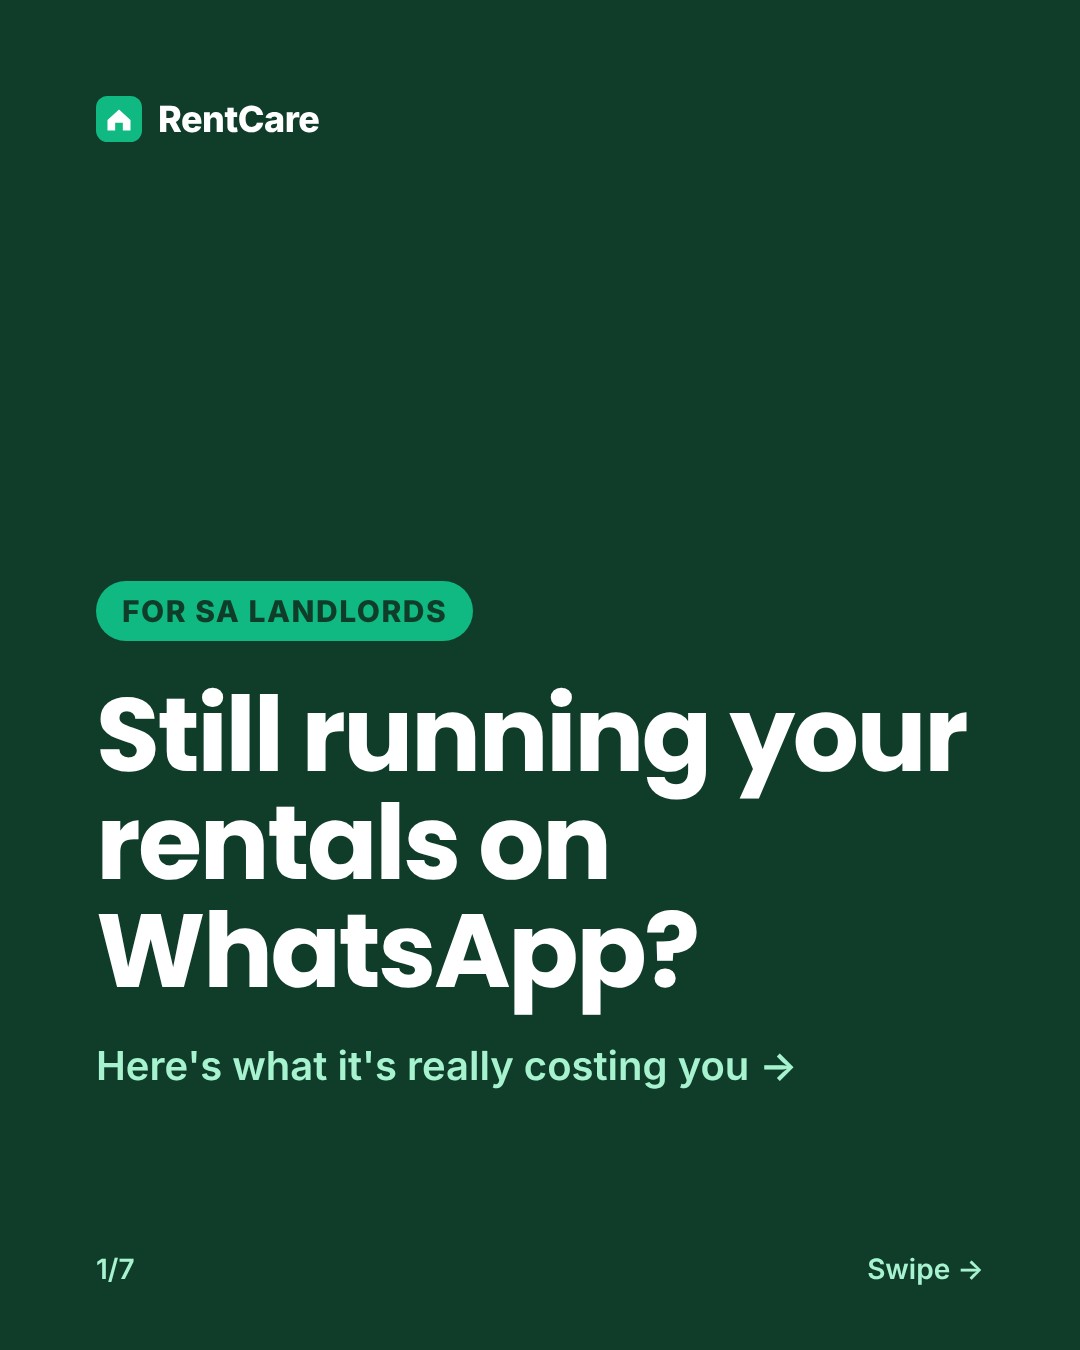 RentCare
FOR SA LANDLORDS
Still running your
rentals on
WhatsApp?
Here's what it's really costing you →
1/7
Swipe →